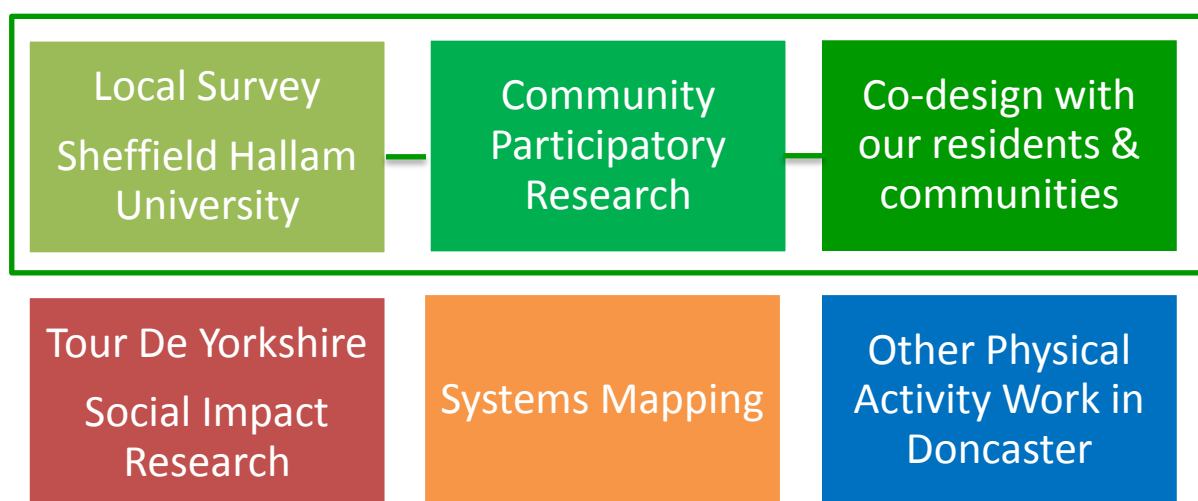 Local Survey
Sheffield Hallam
University
Community
Participatory
Research
Co-design with
our residents &
communities
Tour De Yorkshire
Social Impact
Research
Systems Mapping
Other Physical
Activity Work in
Doncaster